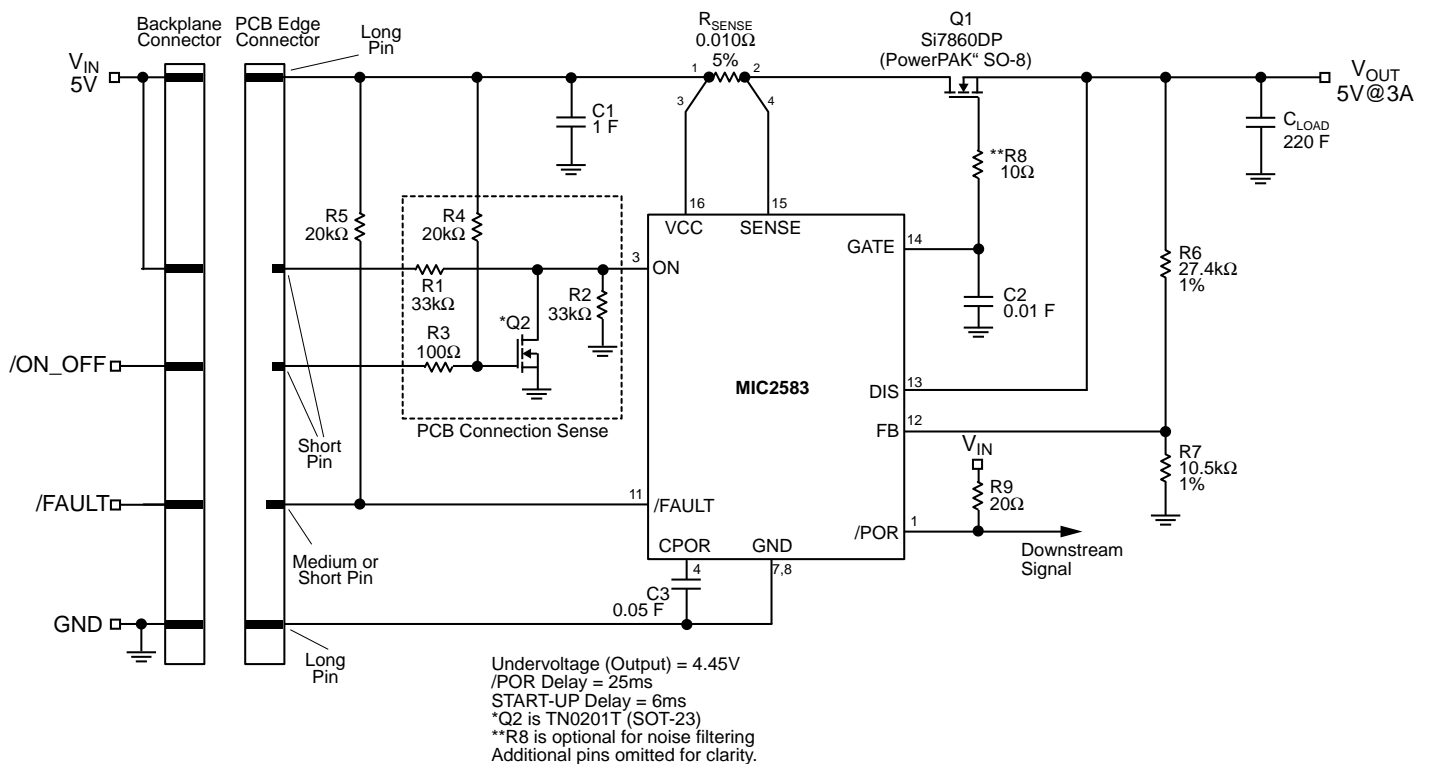 Backplane
Connector
PCB Edge
Connector
Long
Pin
VIN
5V
RSENSE
0.010Ω
5%
1
2
3
4
Q1
Si7860DP
(PowerPAK“ SO-8)
VOUT
5V@3A
C1
1 F
CLOAD
220 F
**R8
10Ω
R5
20kΩ
R4
20kΩ
16
VCC
15
SENSE
GATE
14
3
ON
R1
33kΩ
R2
33kΩ
*Q2
R3
100Ω
C2
0.01 F
R6
27.4kΩ
1%
/ON_OFF
MIC2583
DIS
13
PCB Connection Sense
FB
12
Short
Pin
VIN
R7
10.5kΩ
1%
R9
20Ω
/FAULT
11
/FAULT
/POR
1
Downstream
Signal
Medium or
Short Pin
CPOR
GND
4
7,8
C3
0.05 F
GND
Long
Pin
Undervoltage (Output) = 4.45V
/POR Delay = 25ms
START-UP Delay = 6ms
*Q2 is TN0201T (SOT-23)
**R8 is optional for noise filtering
Additional pins omitted for clarity.